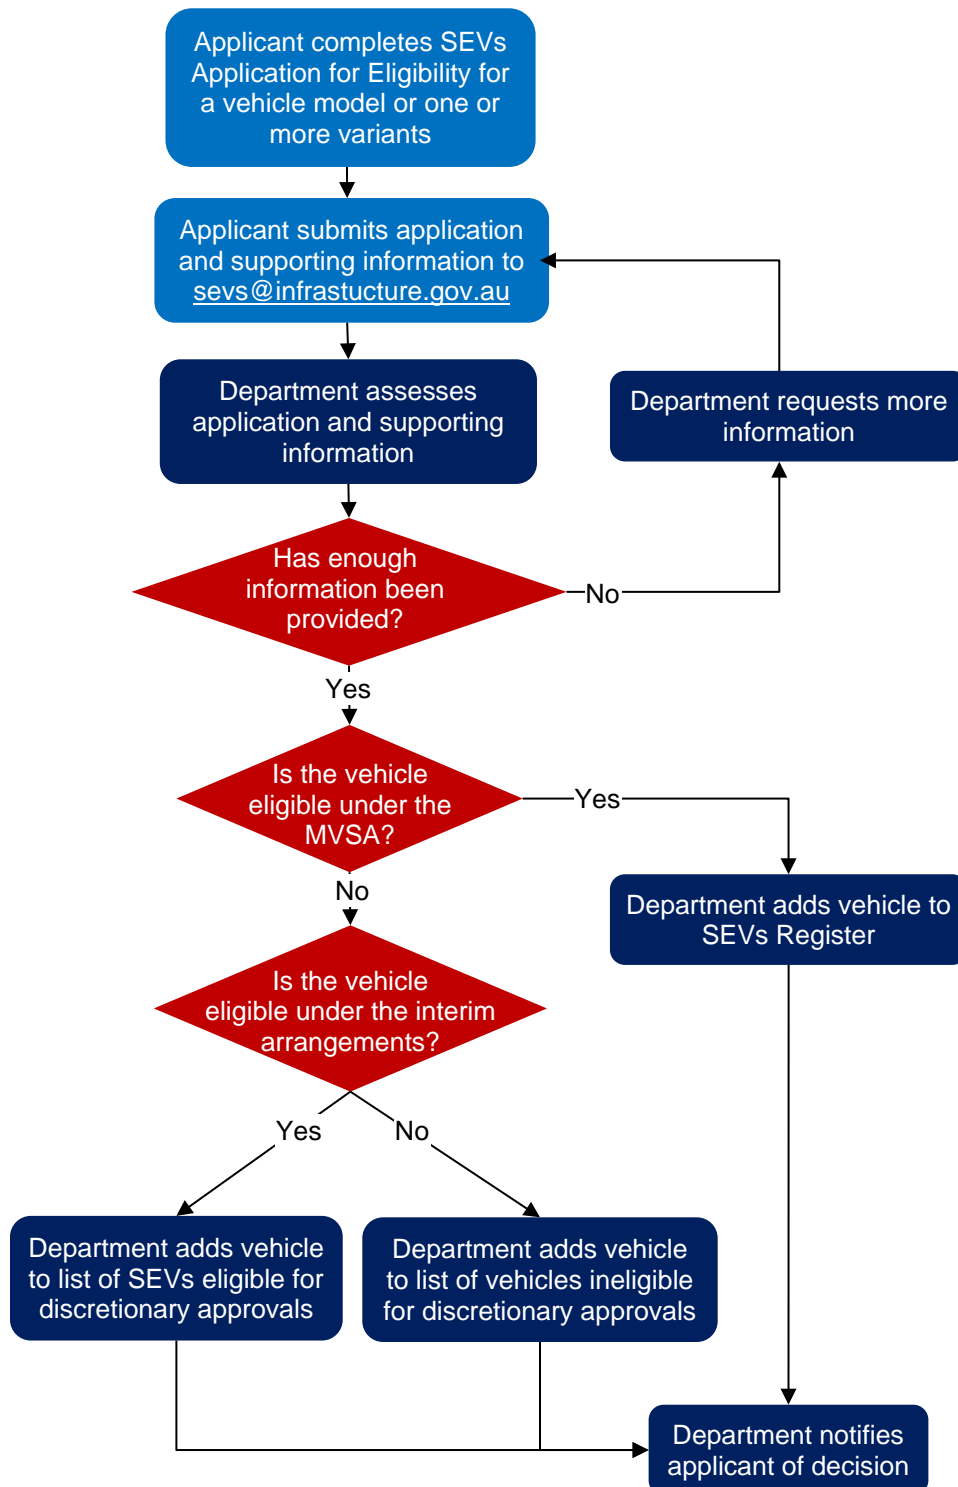 Applicant completes SEVs
Application for Eligibility for
a vehicle model or one or
more variants
Applicant submits application
and supporting information to
sevs@infrastucture.gov.au
Department assesses
application and supporting
information
Department requests more
information
Has enough
information been
provided?
No
Yes
Is the vehicle
eligible under the
MVSA?
Yes
No
Department adds vehicle to
SEVs Register
Is the vehicle
eligible under the interim
arrangements?
Yes
No
Department adds vehicle
to list of SEVs eligible for
discretionary approvals
Department adds vehicle
to list of vehicles ineligible
for discretionary approvals
Department notifies
applicant of decision